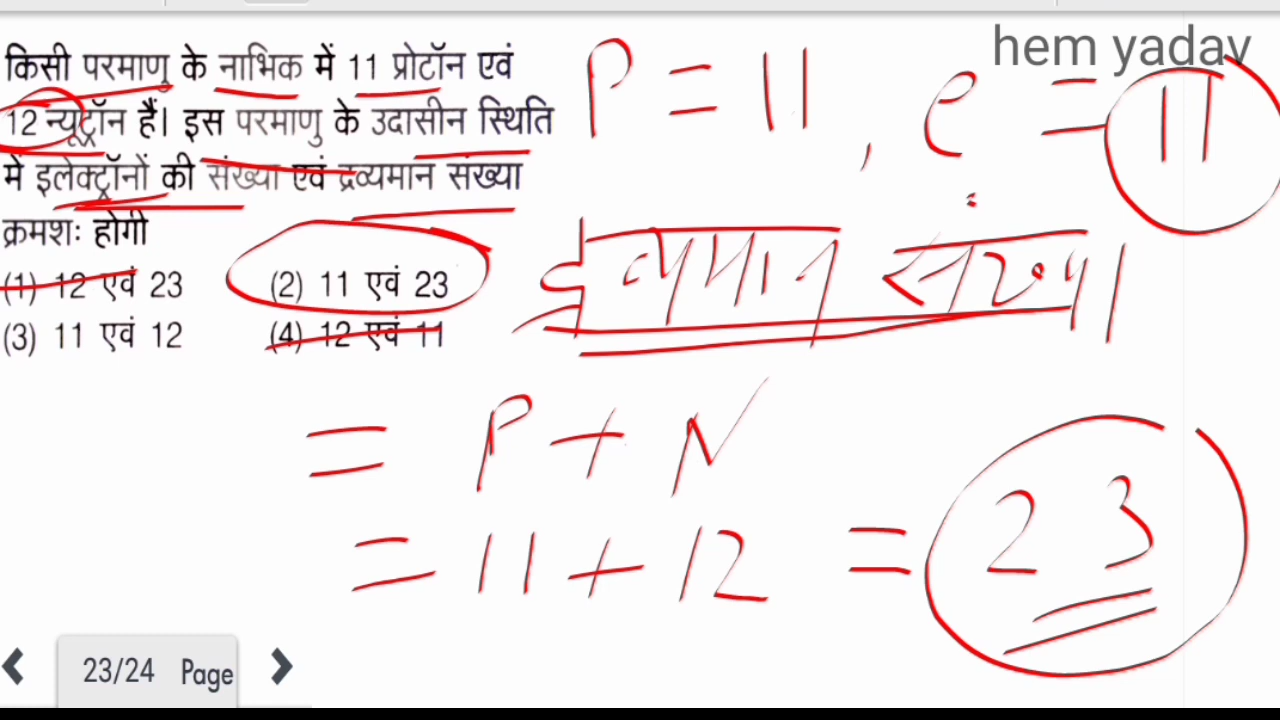 hem yadav
किसी परमाणु के नाभिक में 11 प्रोटॉन एवं
12 न्यूट्रॉन हैं। इस परमाणु के उदासीन स्थिति
में इलेक्ट्रॉनों की संख्या एवं द्रव्यमान संख्या
क्रमशः होगी
(1) 12 एवं 23 (2) 11 एवं 23
(3) 11 एवं 12 (4) 12 एवं 11
P = 11 , e = 11
द्रव्यमान संख्या
= P + N
= 11 + 12 = 23
23/24 Page